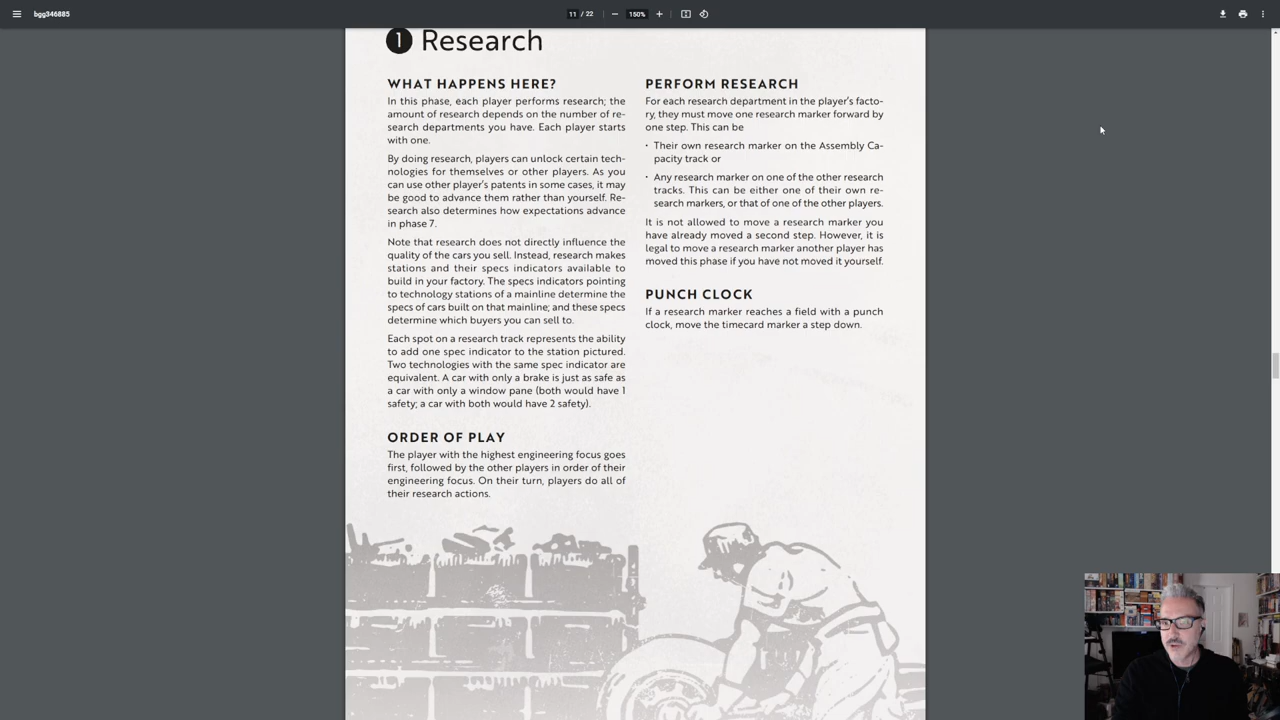 bgg346885
11 / 22
150%
1 Research
WHAT HAPPENS HERE?
In this phase, each player performs research; the
amount of research depends on the number of re-
search departments you have. Each player starts
with one.
By doing research, players can unlock certain tech-
nologies for themselves or other players. As you
can use other player's patents in some cases, it may
be good to advance them rather than yourself. Re-
search also determines how expectations advance
in phase 7.
Note that research does not directly influence the
quality of the cars you sell. Instead, research makes
stations and their specs indicators available to
build in your factory. The specs indicators pointing
to technology stations of a mainline determine the
specs of cars built on that mainline; and these specs
determine which buyers you can sell to.
Each spot on a research track represents the ability
to add one spec indicator to the station pictured.
Two technologies with the same spec indicator are
equivalent. A car with only a brake is just as safe as
a car with only a window pane (both would have 1
safety; a car with both would have 2 safety).
ORDER OF PLAY
The player with the highest engineering focus goes
first, followed by the other players in order of their
engineering focus. On their turn, players do all of
their research actions.
PERFORM RESEARCH
For each research department in the player's facto-
ry, they must move one research marker forward by
one step. This can be
· Their own research marker on the Assembly Ca-
pacity track or
· Any research marker on one of the other research
tracks. This can be either one of their own re-
search markers, or that of one of the other players.
It is not allowed to move a research marker you
have already moved a second step. However, it is
legal to move a research marker another player has
moved this phase if you have not moved it yourself.
PUNCH CLOCK
If a research marker reaches a field with a punch
clock, move the timecard marker a step down.